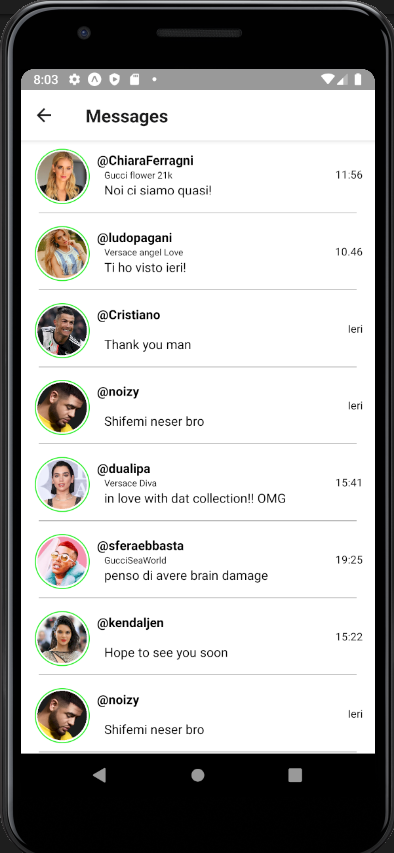 8:03
Messages
@ChiaraFerragni
Gucci flower 21k
11:56
Noi ci siamo quasi!
@ludopagani
Versace angel Love
10.46
Ti ho visto ieri!
@Cristiano
Ieri
Thank you man
@noizy
Ieri
Shifemi neser bro
@dualipa
Versace Diva
15:41
in love with dat collection!! OMG
@sferaebbasta
GucciSeaWorld
19:25
penso di avere brain damage
@kendaljen
15:22
Hope to see you soon
@noizy
Ieri
Shifemi neser bro